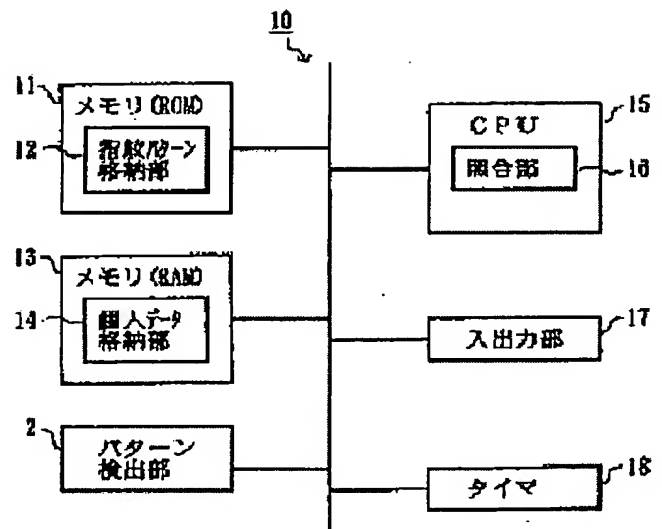 10
11
メモリ(ROM)
12
指紋パターン
格納部
13
メモリ(RAM)
14
個人データ
格納部
2
パターン
検出部
15
CPU
照合部
16
入出力部
17
タイマ
18